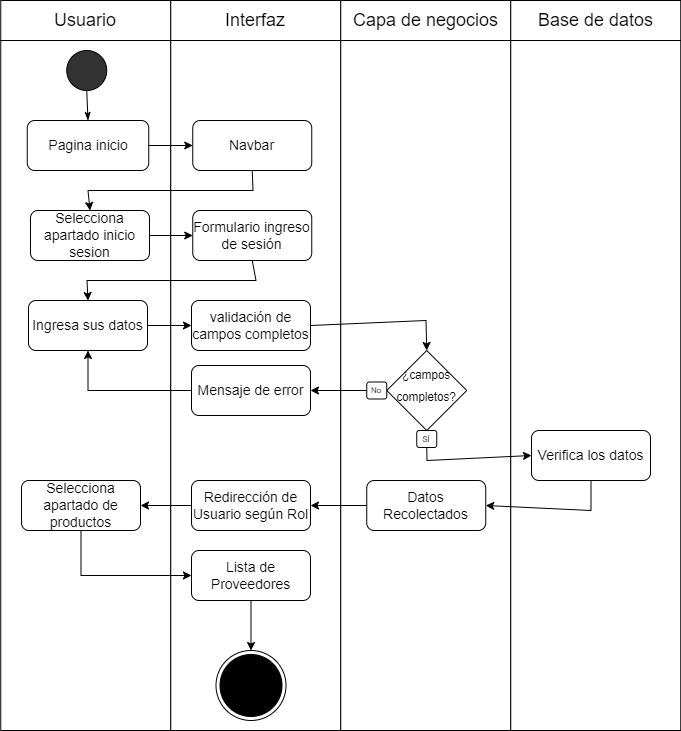 Usuario
Interfaz
Capa de negocios
Base de datos
Pagina inicio
Navbar
Selecciona
apartado inicio
sesion
Formulario ingreso
de sesión
Ingresa sus datos
validación de
campos completos
¿campos
completos?
Mensaje de error
No
SÍ
Verifica los datos
Selecciona
apartado de
productos
Redirección de
Usuario según Rol
Datos
Recolectados
Lista de
Proveedores